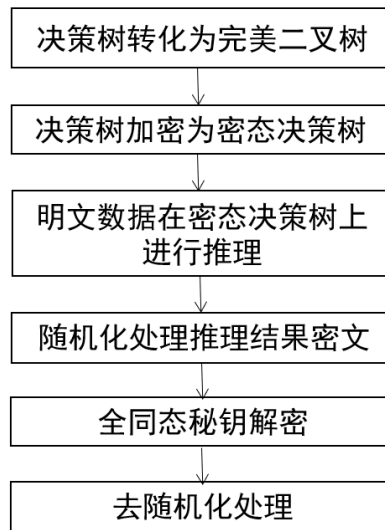 决策树转化为完美二叉树
决策树加密为密态决策树
明文数据在密态决策树上
进行推理
随机化处理推理结果密文
全同态秘钥解密
去随机化处理